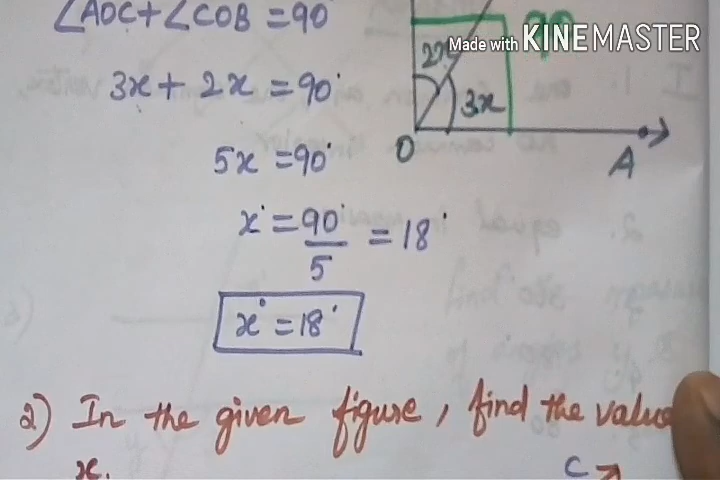 ∠AOC + ∠COB = 90°
3x + 2x = 90°
5x = 90°
x° = 90°/5 = 18°
x° = 18°
2x
3x
90
O
A
Made with KINEMASTER
2) In the given figure, find the value
x.
C